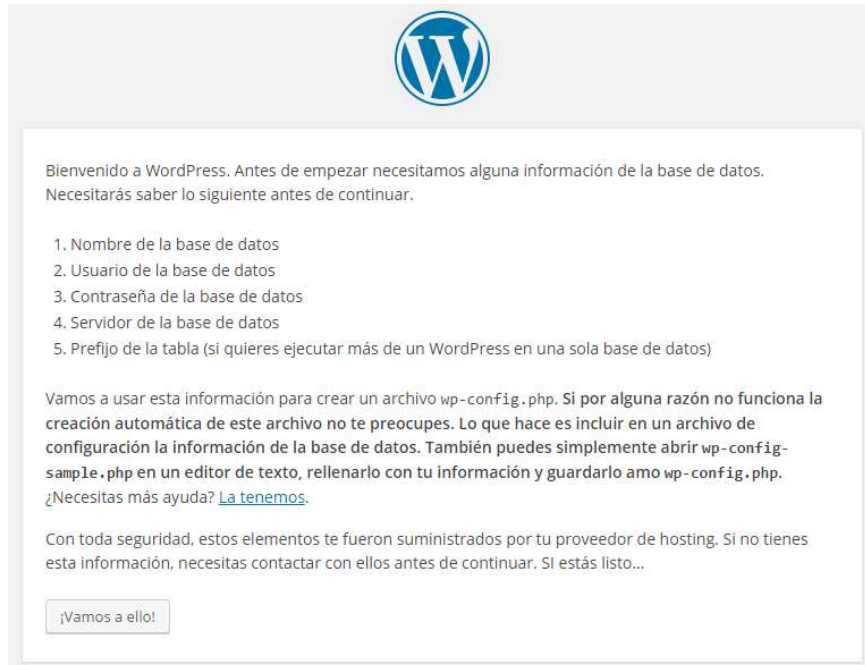 Bienvenido a WordPress. Antes de empezar necesitamos alguna información de la base de datos.
Necesitarás saber lo siguiente antes de continuar.
1. Nombre de la base de datos
2. Usuario de la base de datos
3. Contraseña de la base de datos
4. Servidor de la base de datos
5. Prefijo de la tabla (si quieres ejecutar más de un WordPress en una sola base de datos)
Vamos a usar esta información para crear un archivo wp-config.php. Si por alguna razón no funciona la
creación automática de este archivo no te preocupes. Lo que hace es incluir en un archivo de
configuración la información de la base de datos. También puedes simplemente abrir wp-config-
sample.php en un editor de texto, rellenarlo con tu información y guardarlo amo wp-config.php.
¿Necesitas más ayuda? La tenemos.
Con toda seguridad, estos elementos te fueron suministrados por tu proveedor de hosting. Si no tienes
esta información, necesitas contactar con ellos antes de continuar. SI estás listo...
¡Vamos a ello!